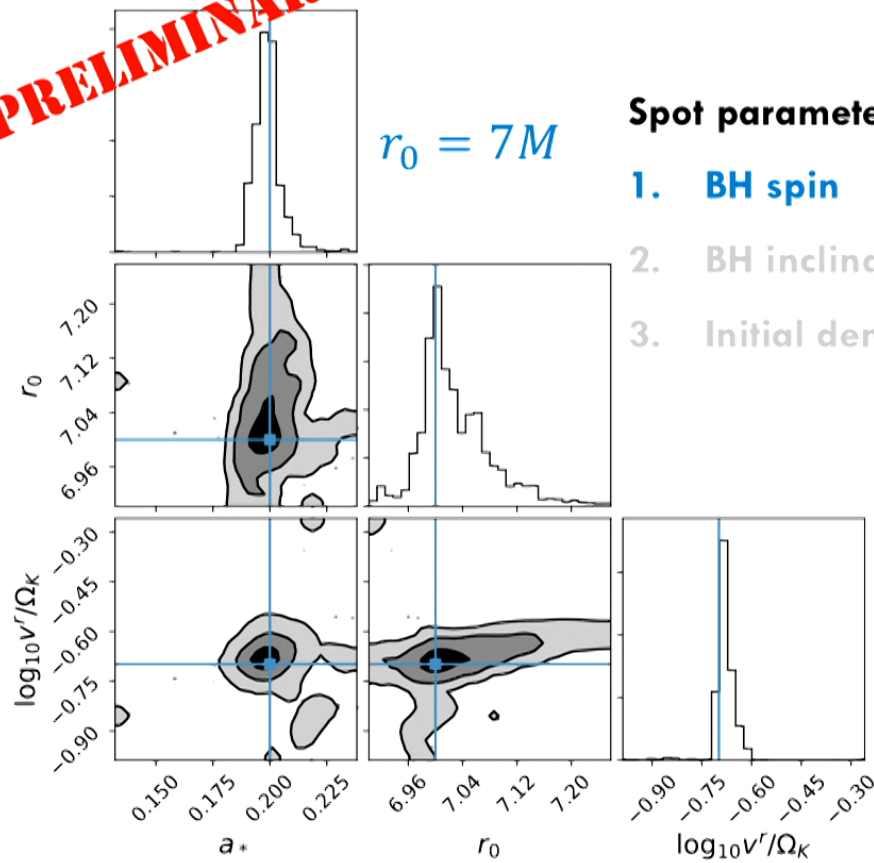 PRELIMINAR
r₀ = 7M
Spot paramete
1. BH spin
2. BH inclina
3. Initial den
r₀
7.20
7.12
7.04
6.96
log₁₀vʳ/Ω_K
−0.30
−0.45
−0.60
−0.75
−0.90
0.150 0.175 0.200 0.225
6.96 7.04 7.12 7.20
−0.90 −0.75 −0.60 −0.45 −0.30
a* r₀ log₁₀vʳ/Ω_K